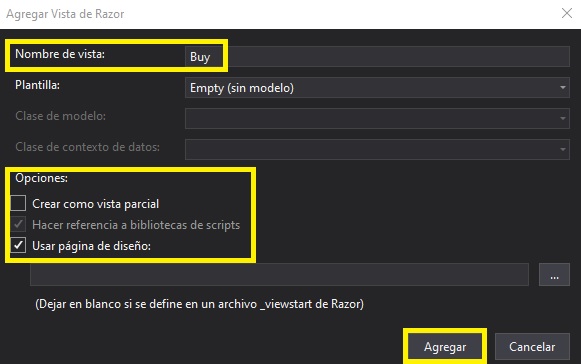 Agregar Vista de Razor
Nombre de vista: Buy
Plantilla: Empty (sin modelo)
Clase de modelo:
Clase de contexto de datos:
Opciones:
Crear como vista parcial
Hacer referencia a bibliotecas de scripts
Usar página de diseño:
...
(Dejar en blanco si se define en un archivo _viewstart de Razor)
Agregar Cancelar